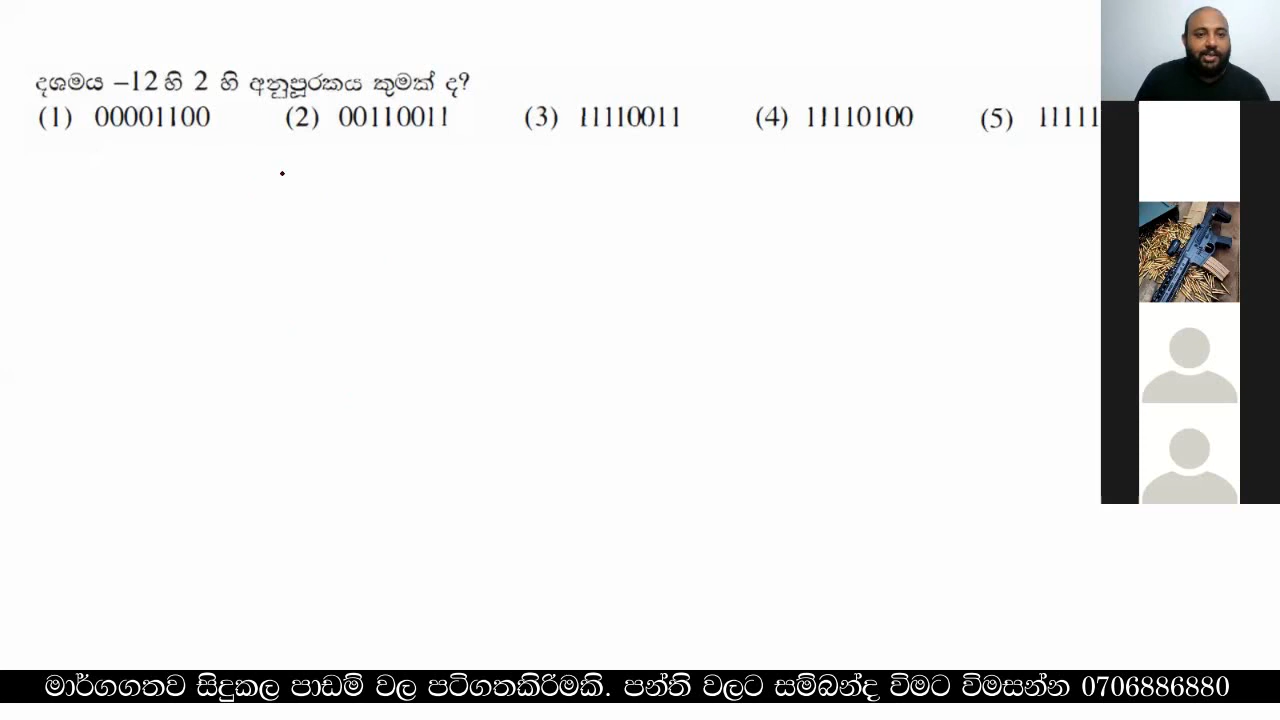 දශමය –12 හි 2 හි අනුපූරකය කුමක් ද?
(1) 00001100 (2) 00110011 (3) 11110011 (4) 11110100 (5) 11111
මාර්ගගතව සිදුකල පාඩම් වල පටිගතකිරිමකි. පන්ති වලට සම්බන්ද විමට විමසන්න 0706886880